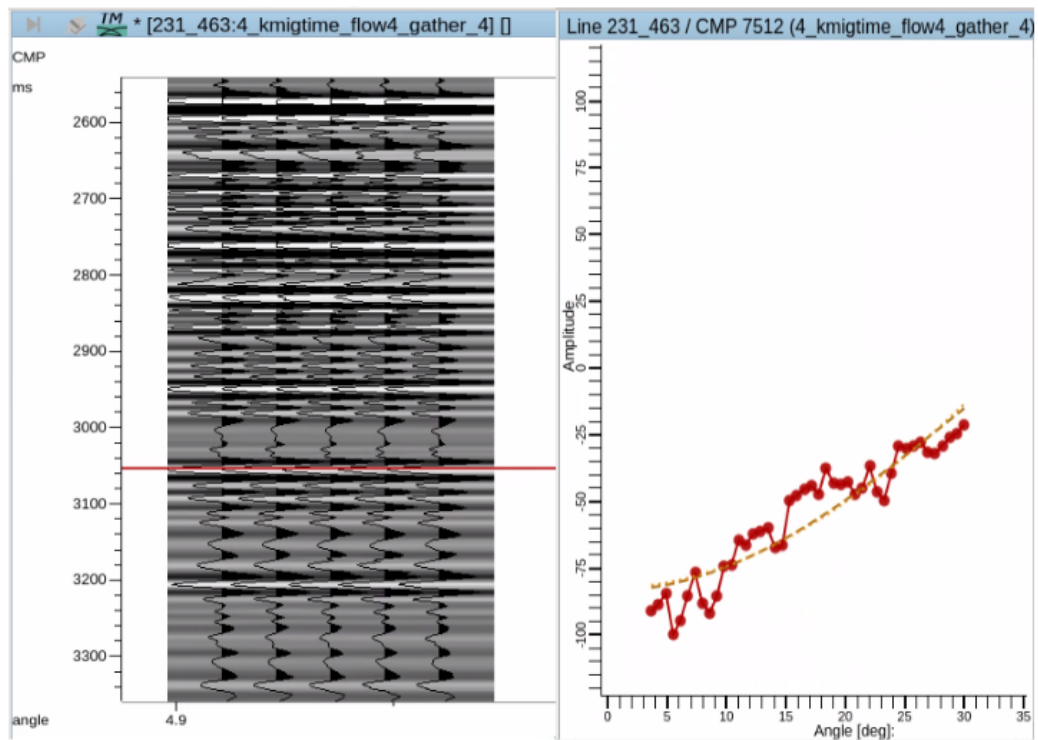 TM * [231_463:4_kmigtime_flow4_gather_4] []
CMP
ms
2600
2700
2800
2900
3000
3100
3200
3300
angle
4.9
Line 231_463 / CMP 7512 (4_kmigtime_flow4_gather_4)
Amplitude
100
75
50
25
0
-25
-50
-75
-100
0 5 10 15 20 25 30 35
Angle [deg]: